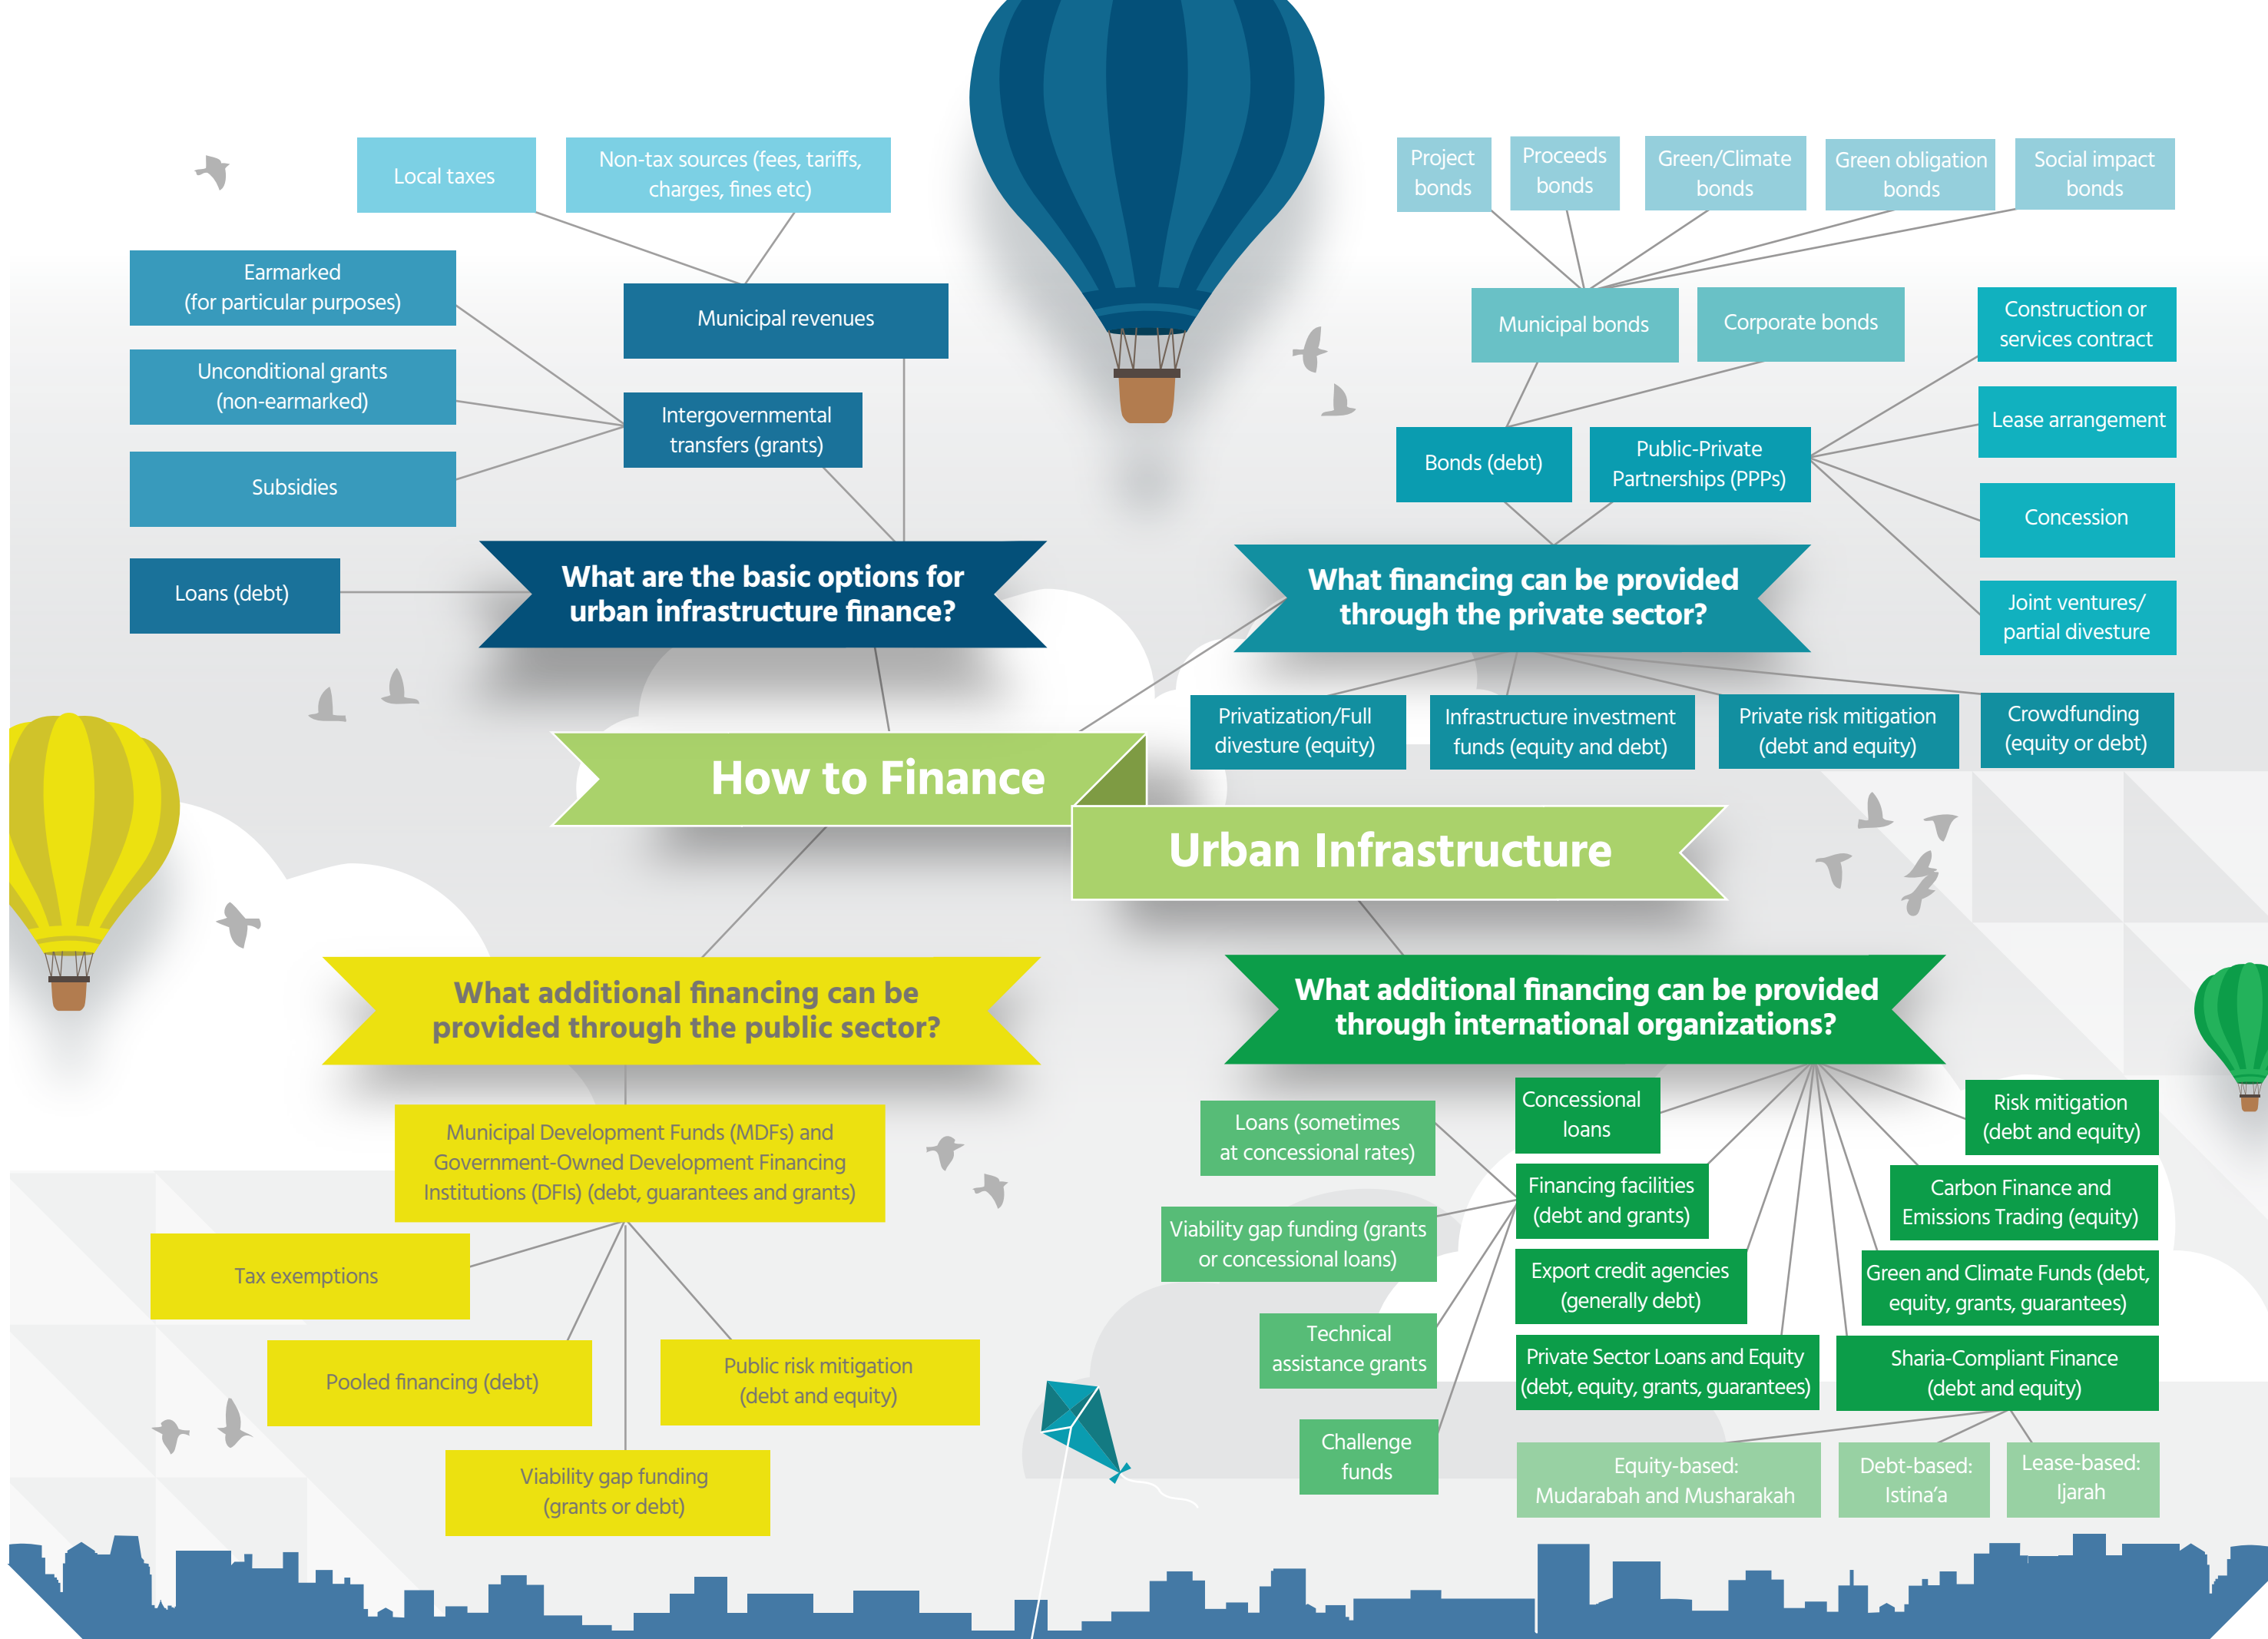 Local taxes
Non-tax sources (fees, tariffs,
charges, fines etc)
Earmarked
(for particular purposes)
Municipal revenues
Unconditional grants
(non-earmarked)
Intergovernmental
transfers (grants)
Subsidies
Loans (debt)
What are the basic options for
urban infrastructure finance?
Project
bonds
Proceeds
bonds
Green/Climate
bonds
Green obligation
bonds
Social impact
bonds
Municipal bonds
Corporate bonds
Construction or
services contract
Lease arrangement
Bonds (debt)
Public-Private
Partnerships (PPPs)
Concession
Joint ventures/
partial divesture
What financing can be provided
through the private sector?
Privatization/Full
divesture (equity)
Infrastructure investment
funds (equity and debt)
Private risk mitigation
(debt and equity)
Crowdfunding
(equity or debt)
How to Finance
Urban Infrastructure
What additional financing can be
provided through the public sector?
Municipal Development Funds (MDFs) and
Government-Owned Development Financing
Institutions (DFIs) (debt, guarantees and grants)
Tax exemptions
Pooled financing (debt)
Public risk mitigation
(debt and equity)
Viability gap funding
(grants or debt)
What additional financing can be provided
through international organizations?
Loans (sometimes
at concessional rates)
Viability gap funding (grants
or concessional loans)
Technical
assistance grants
Challenge
funds
Concessional
loans
Financing facilities
(debt and grants)
Export credit agencies
(generally debt)
Private Sector Loans and Equity
(debt, equity, grants, guarantees)
Risk mitigation
(debt and equity)
Carbon Finance and
Emissions Trading (equity)
Green and Climate Funds (debt,
equity, grants, guarantees)
Sharia-Compliant Finance
(debt and equity)
Equity-based:
Mudarabah and Musharakah
Debt-based:
Istina’a
Lease-based:
Ijarah